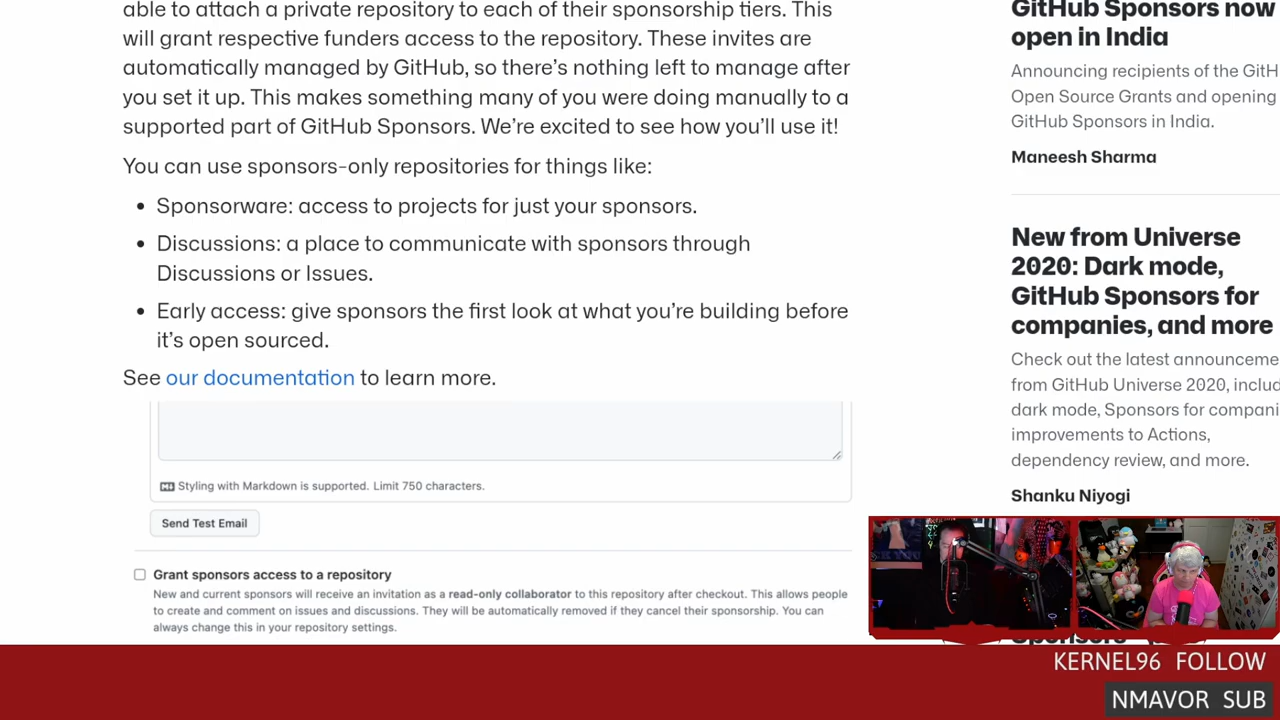 able to attach a private repository to each of their sponsorship tiers. This
will grant respective funders access to the repository. These invites are
automatically managed by GitHub, so there's nothing left to manage after
you set it up. This makes something many of you were doing manually to a
supported part of GitHub Sponsors. We're excited to see how you'll use it!
You can use sponsors-only repositories for things like:
• Sponsorware: access to projects for just your sponsors.
• Discussions: a place to communicate with sponsors through
Discussions or Issues.
• Early access: give sponsors the first look at what you're building before
it's open sourced.
See our documentation to learn more.
Styling with Markdown is supported. Limit 750 characters.
Send Test Email
Grant sponsors access to a repository
New and current sponsors will receive an invitation as a read-only collaborator to this repository after checkout. This allows people
to create and comment on issues and discussions. They will be automatically removed if they cancel their sponsorship. You can
always change this in your repository settings.
GitHub Sponsors now
open in India
Announcing recipients of the GitH
Open Source Grants and opening
GitHub Sponsors in India.
Maneesh Sharma
New from Universe
2020: Dark mode,
GitHub Sponsors for
companies, and more
Check out the latest announceme
from GitHub Universe 2020, includ
dark mode, Sponsors for compani
improvements to Actions,
dependency review, and more.
Shanku Niyogi
Sponsors
KERNEL96 FOLLOW
NMAVOR SUB